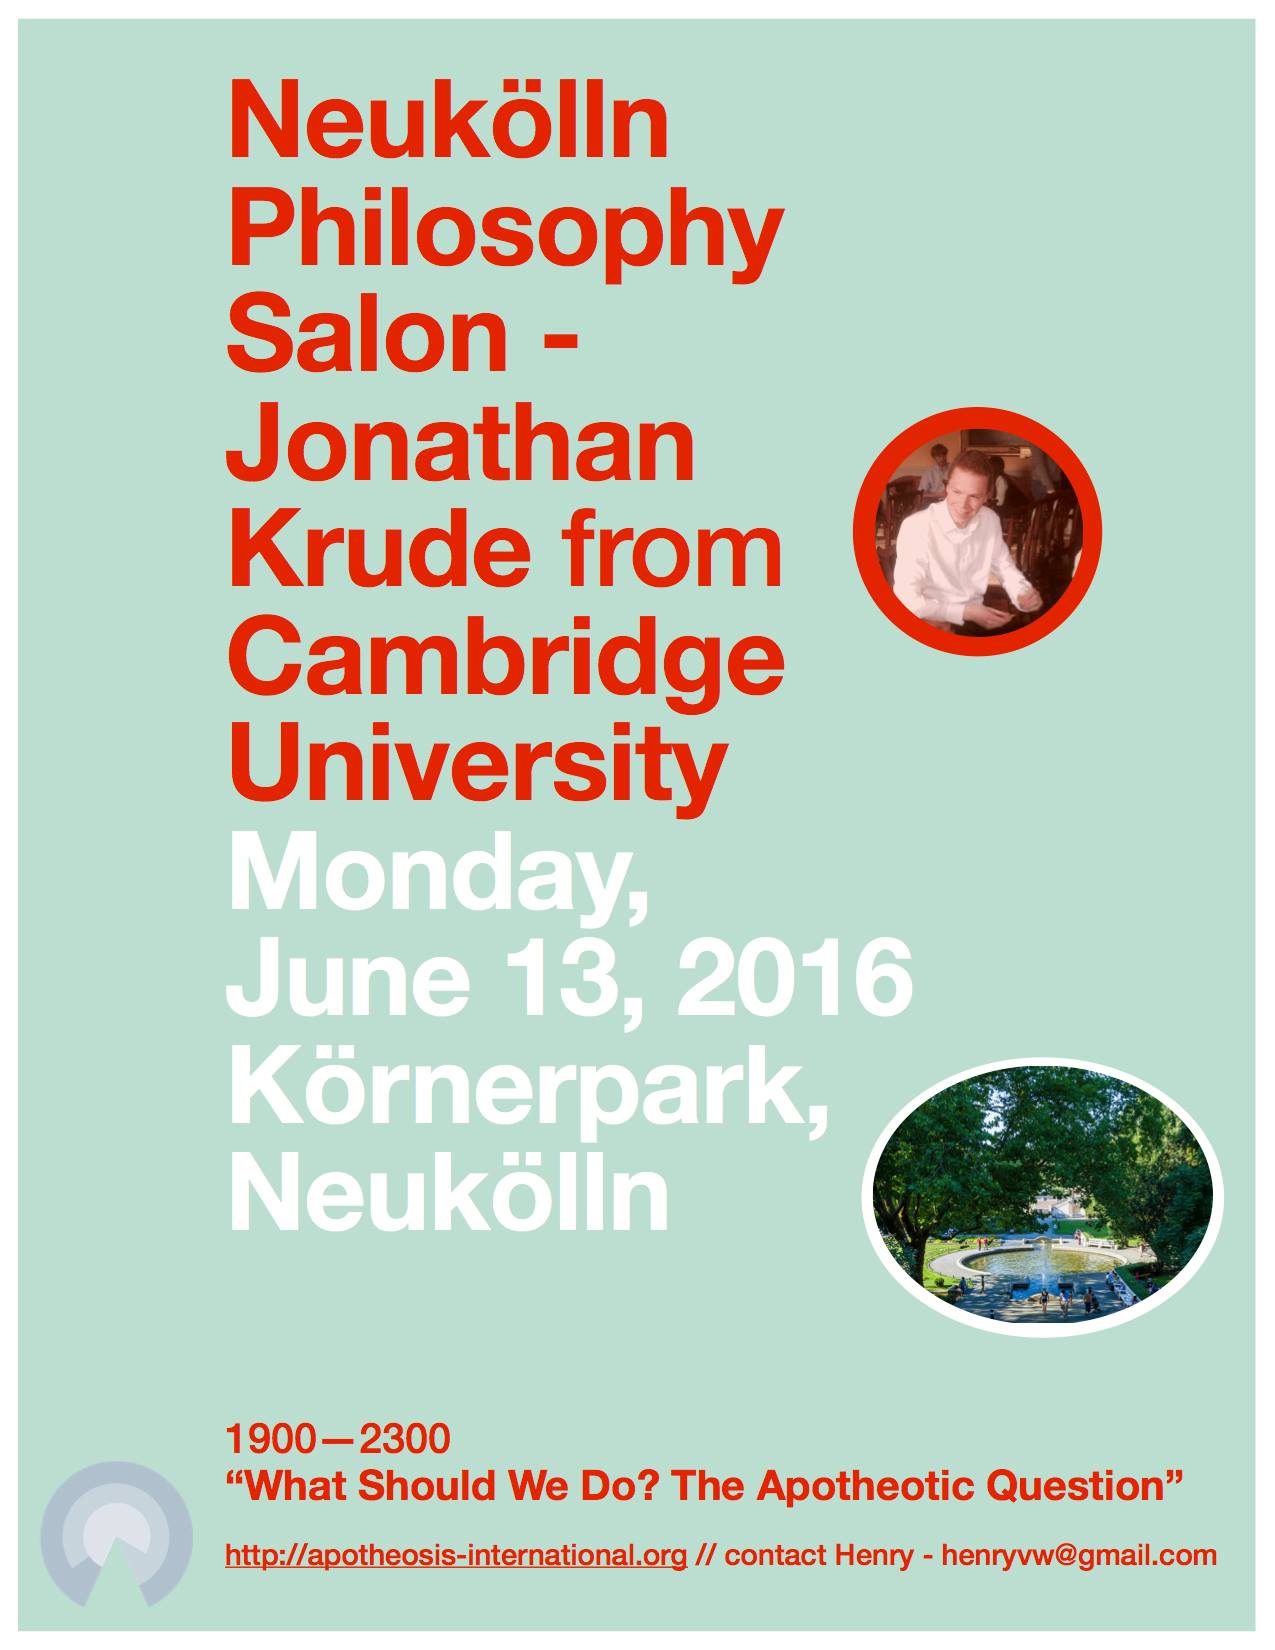 Neukölln
Philosophy
Salon -
Jonathan
Krude from
Cambridge
University
Monday,
June 13, 2016
Körnerpark,
Neukölln
1900—2300
“What Should We Do? The Apotheotic Question”
http://apotheosis-international.org // contact Henry - henryvw@gmail.com